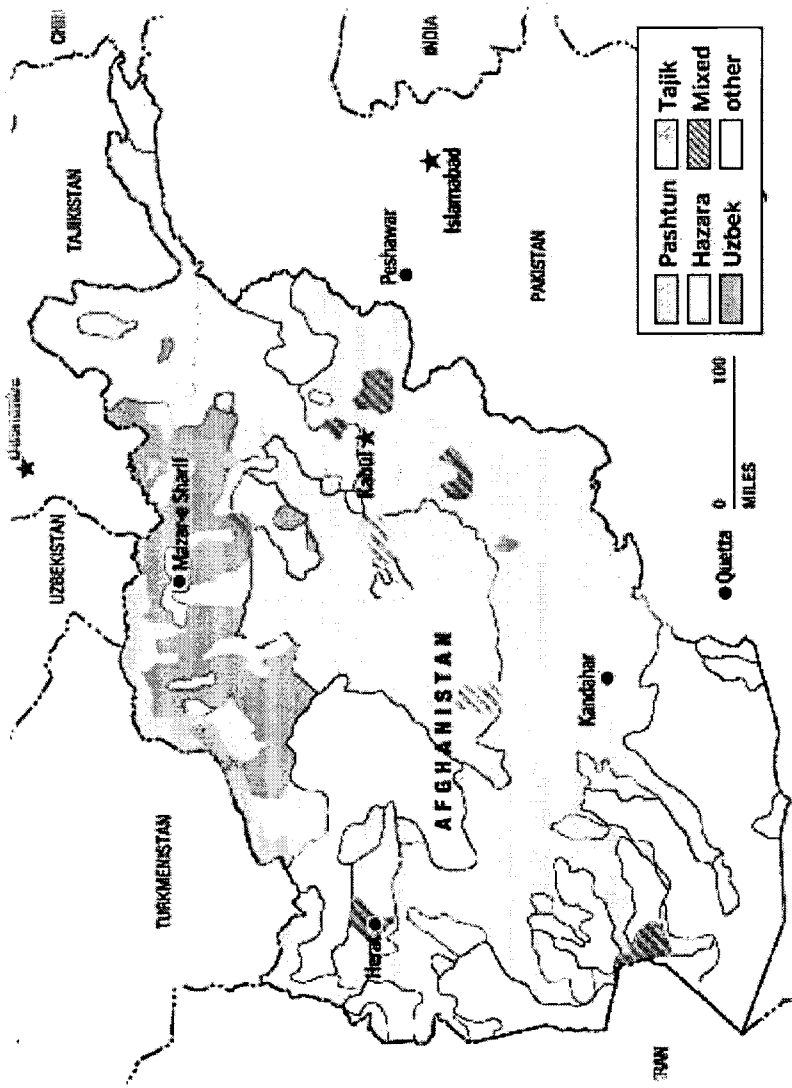 UZBEKISTAN
TAJIKISTAN
TURKMENISTAN
Mazar-e Sharif
Kabul
Herat
Peshawar
INDIA
AFGHANISTAN
Islamabad
PAKISTAN
Kandahar
IRAN
Pashtun Tajik
Hazara Mixed
Uzbek other
0 100
MILES
Quetta